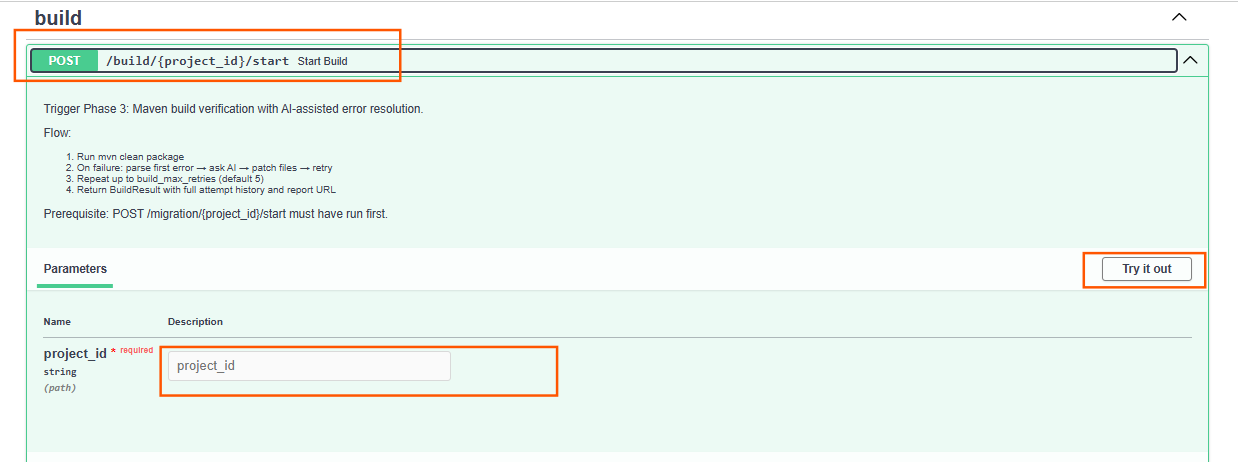 build
POST /build/{project_id}/start Start Build
Trigger Phase 3: Maven build verification with AI-assisted error resolution.
Flow:
1. Run mvn clean package
2. On failure: parse first error → ask AI → patch files → retry
3. Repeat up to build_max_retries (default 5)
4. Return BuildResult with full attempt history and report URL
Prerequisite: POST /migration/{project_id}/start must have run first.
Parameters Try it out
Name Description
project_id * required project_id
string
(path)